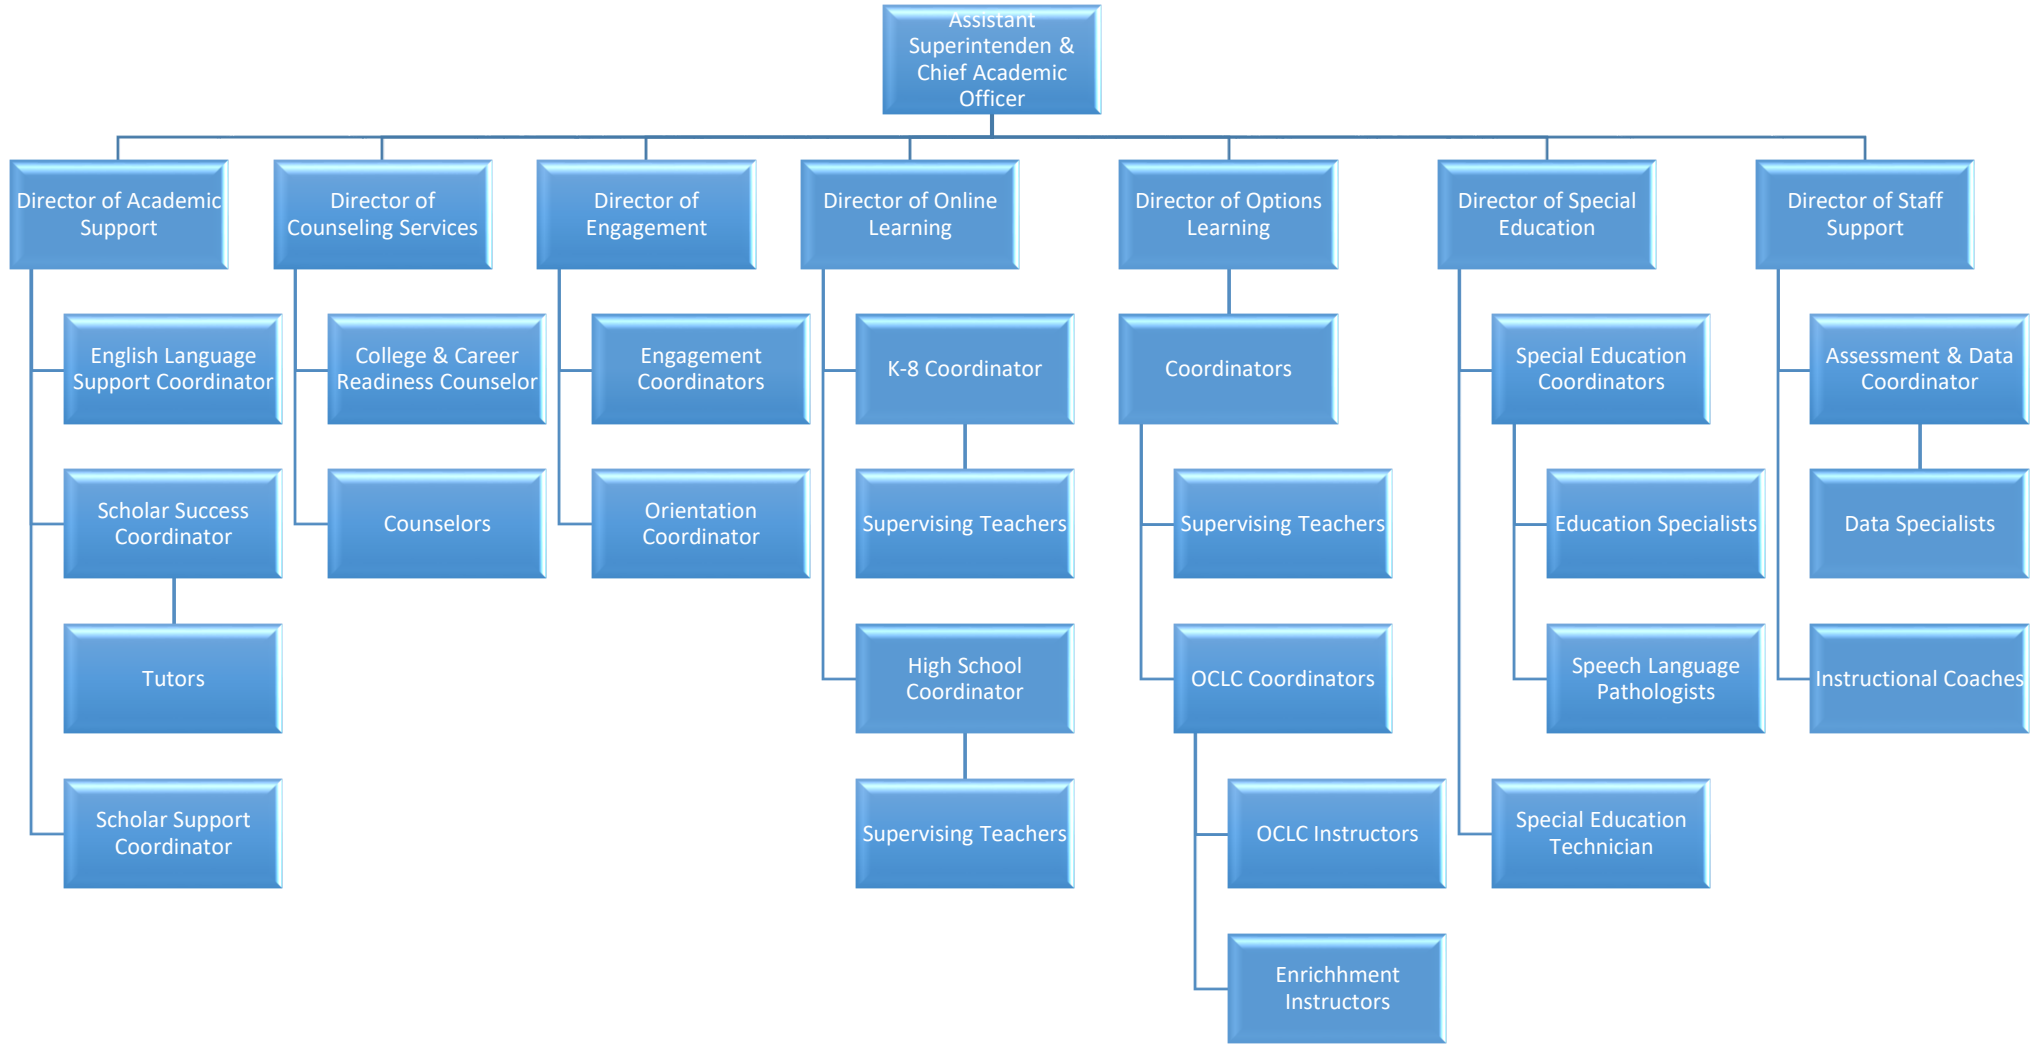 Assistant
Superintenden &
Chief Academic
Officer
Director of Academic
Support
Director of
Counseling Services
Director of
Engagement
Director of Online
Learning
Director of Options
Learning
Director of Special
Education
Director of Staff
Support
English Language
Support Coordinator
College & Career
Readiness Counselor
Engagement
Coordinators
K-8 Coordinator
Coordinators
Special Education
Coordinators
Assessment & Data
Coordinator
Scholar Success
Coordinator
Counselors
Orientation
Coordinator
Supervising Teachers
Supervising Teachers
Education Specialists
Data Specialists
Tutors
High School
Coordinator
OCLC Coordinators
Speech Language
Pathologists
Instructional Coaches
Scholar Support
Coordinator
Supervising Teachers
OCLC Instructors
Special Education
Technician
Enrichhment
Instructors